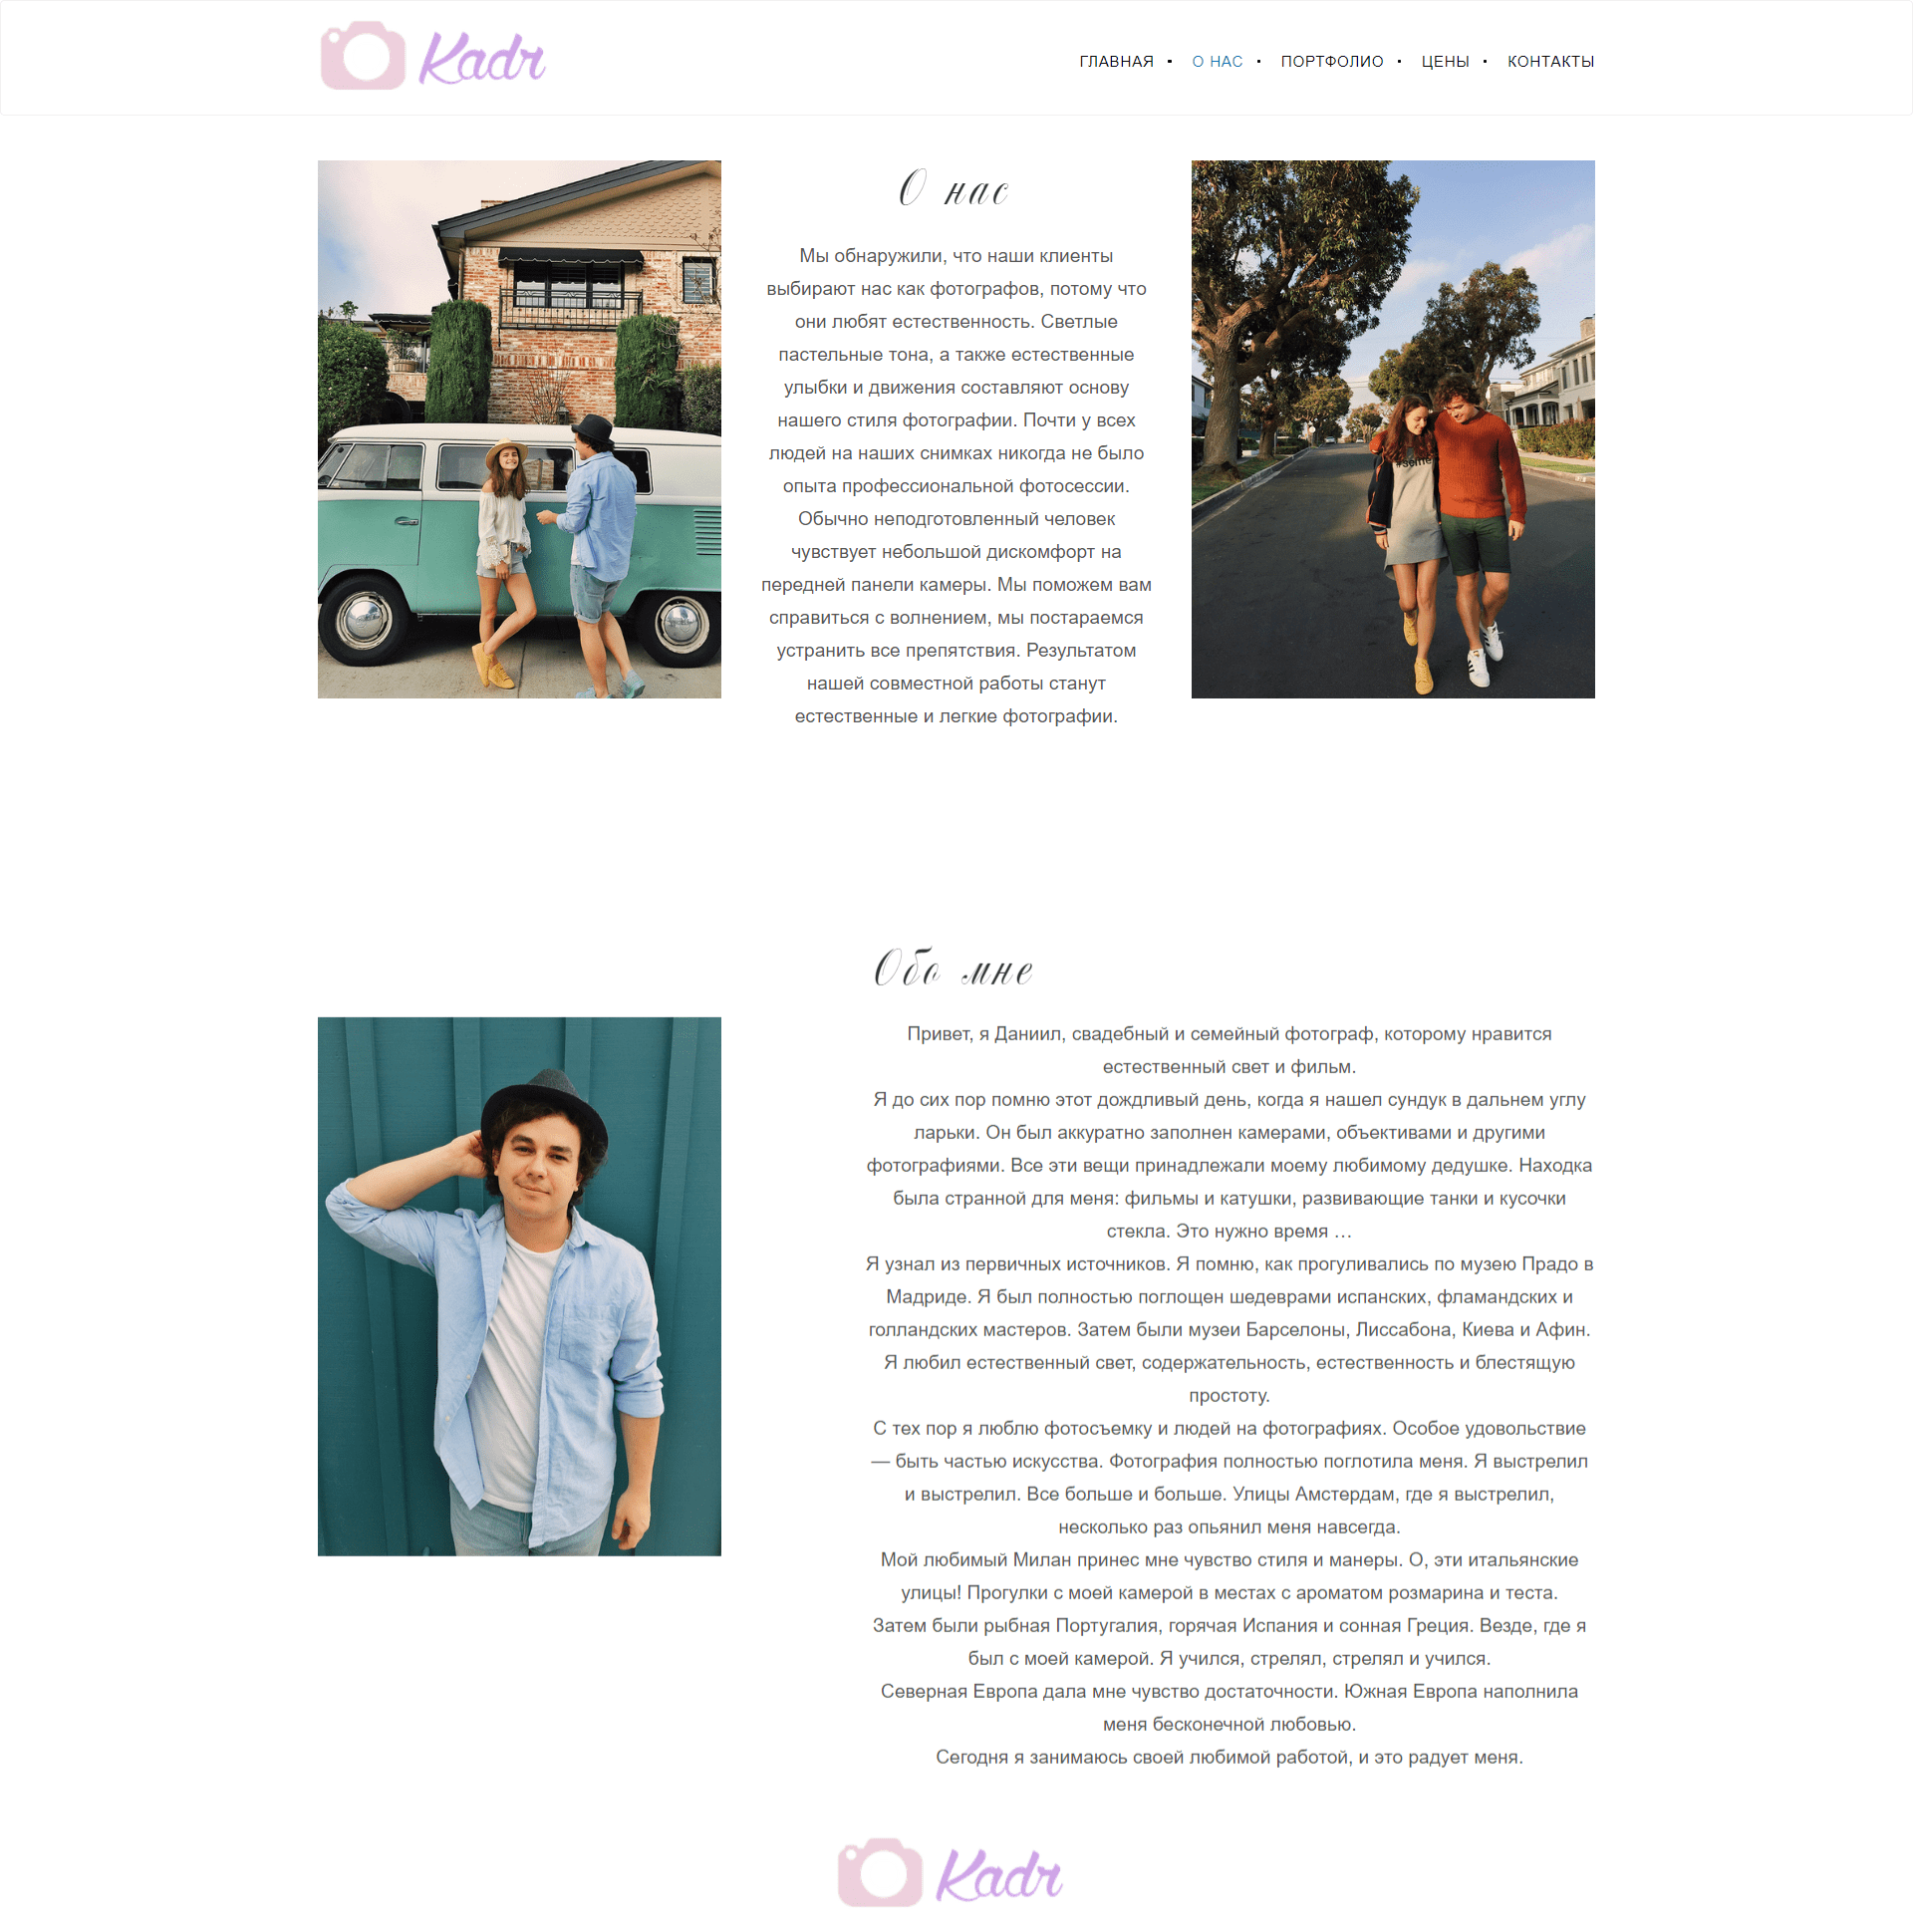 Kadr
ГЛАВНАЯ • О НАС • ПОРТФОЛИО • ЦЕНЫ • КОНТАКТЫ
О нас
Мы обнаружили, что наши клиенты
выбирают нас как фотографов, потому что
они любят естественность. Светлые
пастельные тона, а также естественные
улыбки и движения составляют основу
нашего стиля фотографии. Почти у всех
людей на наших снимках никогда не было
опыта профессиональной фотосессии.
Обычно неподготовленный человек
чувствует небольшой дискомфорт на
передней панели камеры. Мы поможем вам
справиться с волнением, мы постараемся
устранить все препятствия. Результатом
нашей совместной работы станут
естественные и легкие фотографии.
Обо мне
Привет, я Даниил, свадебный и семейный фотограф, которому нравится
естественный свет и фильм.
Я до сих пор помню этот дождливый день, когда я нашел сундук в дальнем углу
ларьки. Он был аккуратно заполнен камерами, объективами и другими
фотографиями. Все эти вещи принадлежали моему любимому дедушке. Находка
была странной для меня: фильмы и катушки, развивающие танки и кусочки
стекла. Это нужно время …
Я узнал из первичных источников. Я помню, как прогуливались по музею Прадо в
Мадриде. Я был полностью поглощен шедеврами испанских, фламандских и
голландских мастеров. Затем были музеи Барселоны, Лиссабона, Киева и Афин.
Я любил естественный свет, содержательность, естественность и блестящую
простоту.
С тех пор я люблю фотосъемку и людей на фотографиях. Особое удовольствие
— быть частью искусства. Фотография полностью поглотила меня. Я выстрелил
и выстрелил. Все больше и больше. Улицы Амстердам, где я выстрелил,
несколько раз опьянил меня навсегда.
Мой любимый Милан принес мне чувство стиля и манеры. О, эти итальянские
улицы! Прогулки с моей камерой в местах с ароматом розмарина и теста.
Затем были рыбная Португалия, горячая Испания и сонная Греция. Везде, где я
был с моей камерой. Я учился, стрелял, стрелял и учился.
Северная Европа дала мне чувство достаточности. Южная Европа наполнила
меня бесконечной любовью.
Сегодня я занимаюсь своей любимой работой, и это радует меня.
Kadr